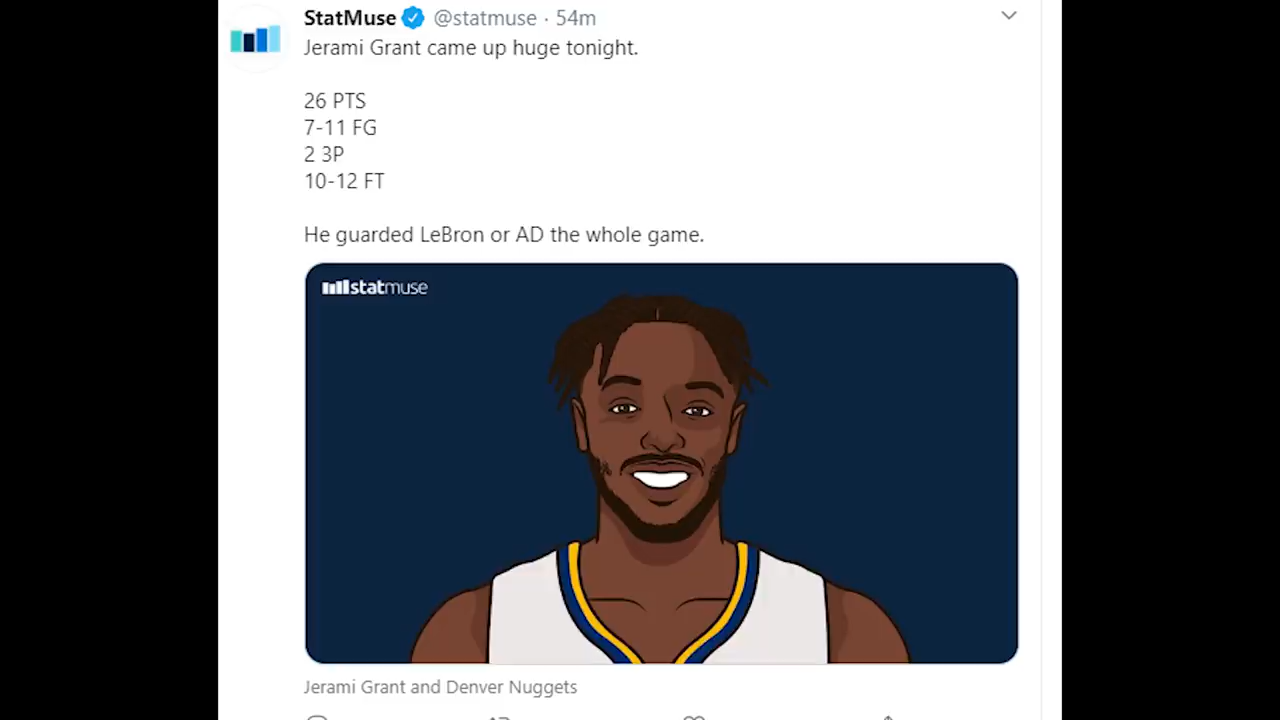 StatMuse @statmuse · 54m
Jerami Grant came up huge tonight.
26 PTS
7-11 FG
2 3P
10-12 FT
He guarded LeBron or AD the whole game.
statmuse
Jerami Grant and Denver Nuggets